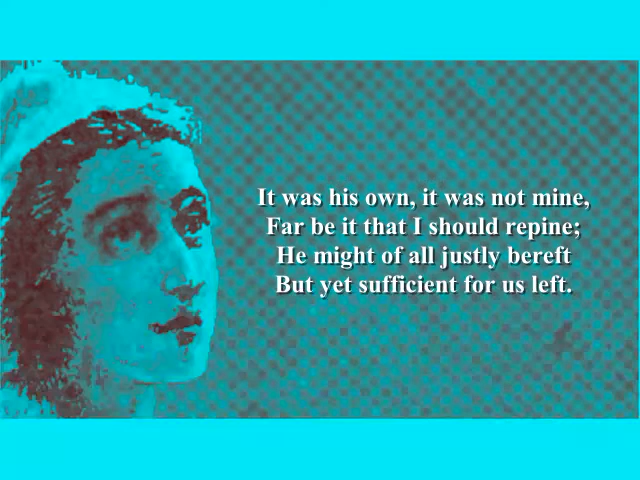 It was his own, it was not mine,
Far be it that I should repine;
He might of all justly bereft
But yet sufficient for us left.